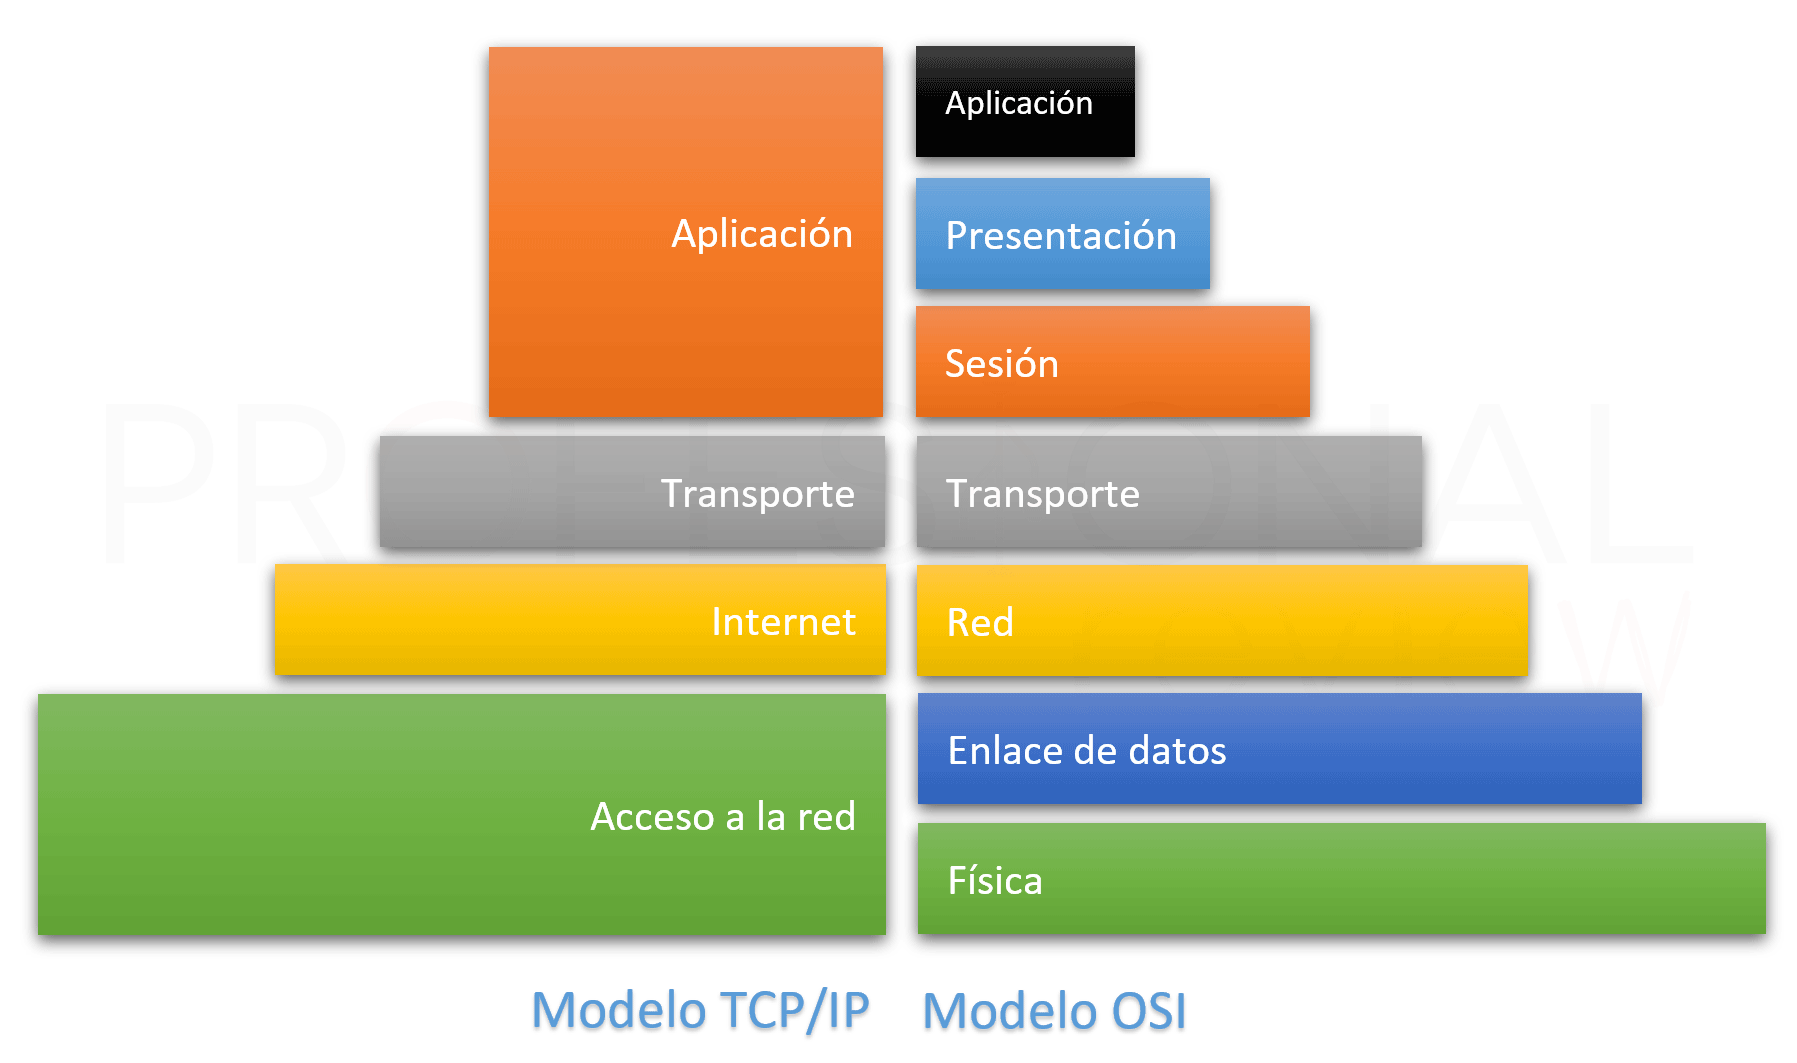 Aplicación
Aplicación
Presentación
Sesión
Transporte
Transporte
Internet
Red
Acceso a la red
Enlace de datos
Física
Modelo TCP/IP
Modelo OSI
PROFESIONAL